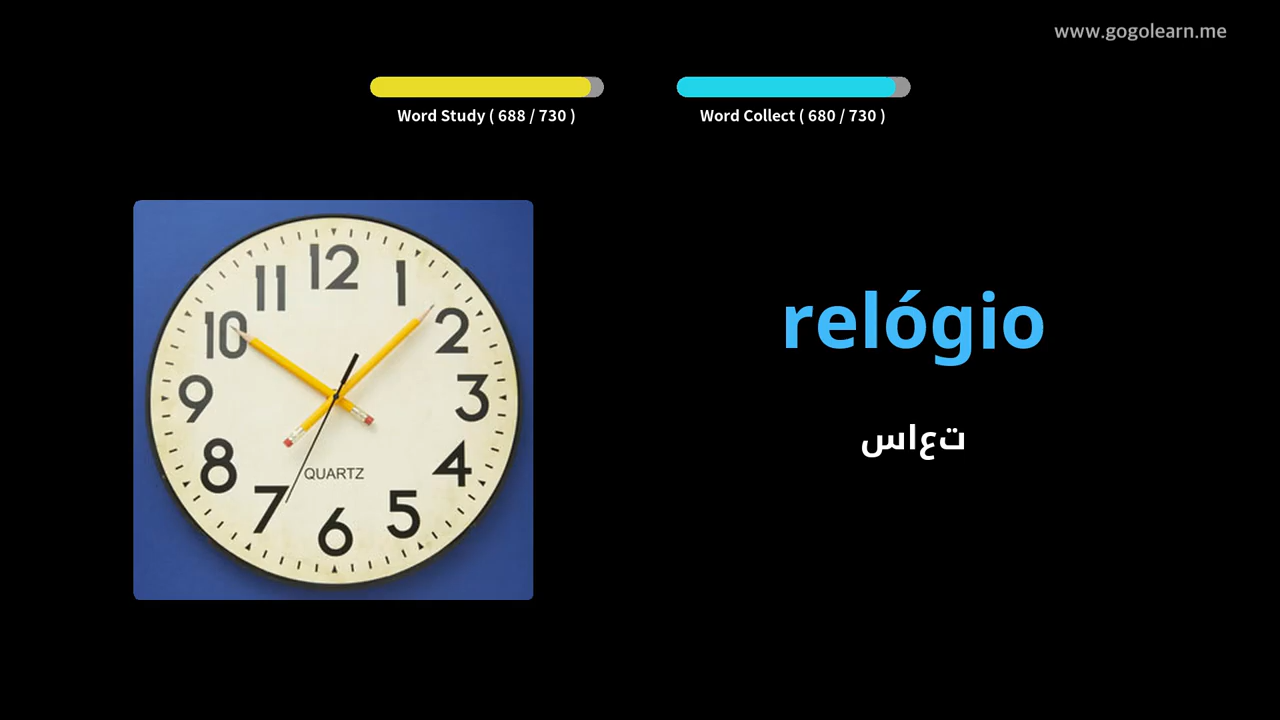 www.gogolearn.me
Word Study ( 688 / 730 )
Word Collect ( 680 / 730 )
12
1
2
3
4
5
6
7
8
9
10
11
QUARTZ
relógio
تعاس